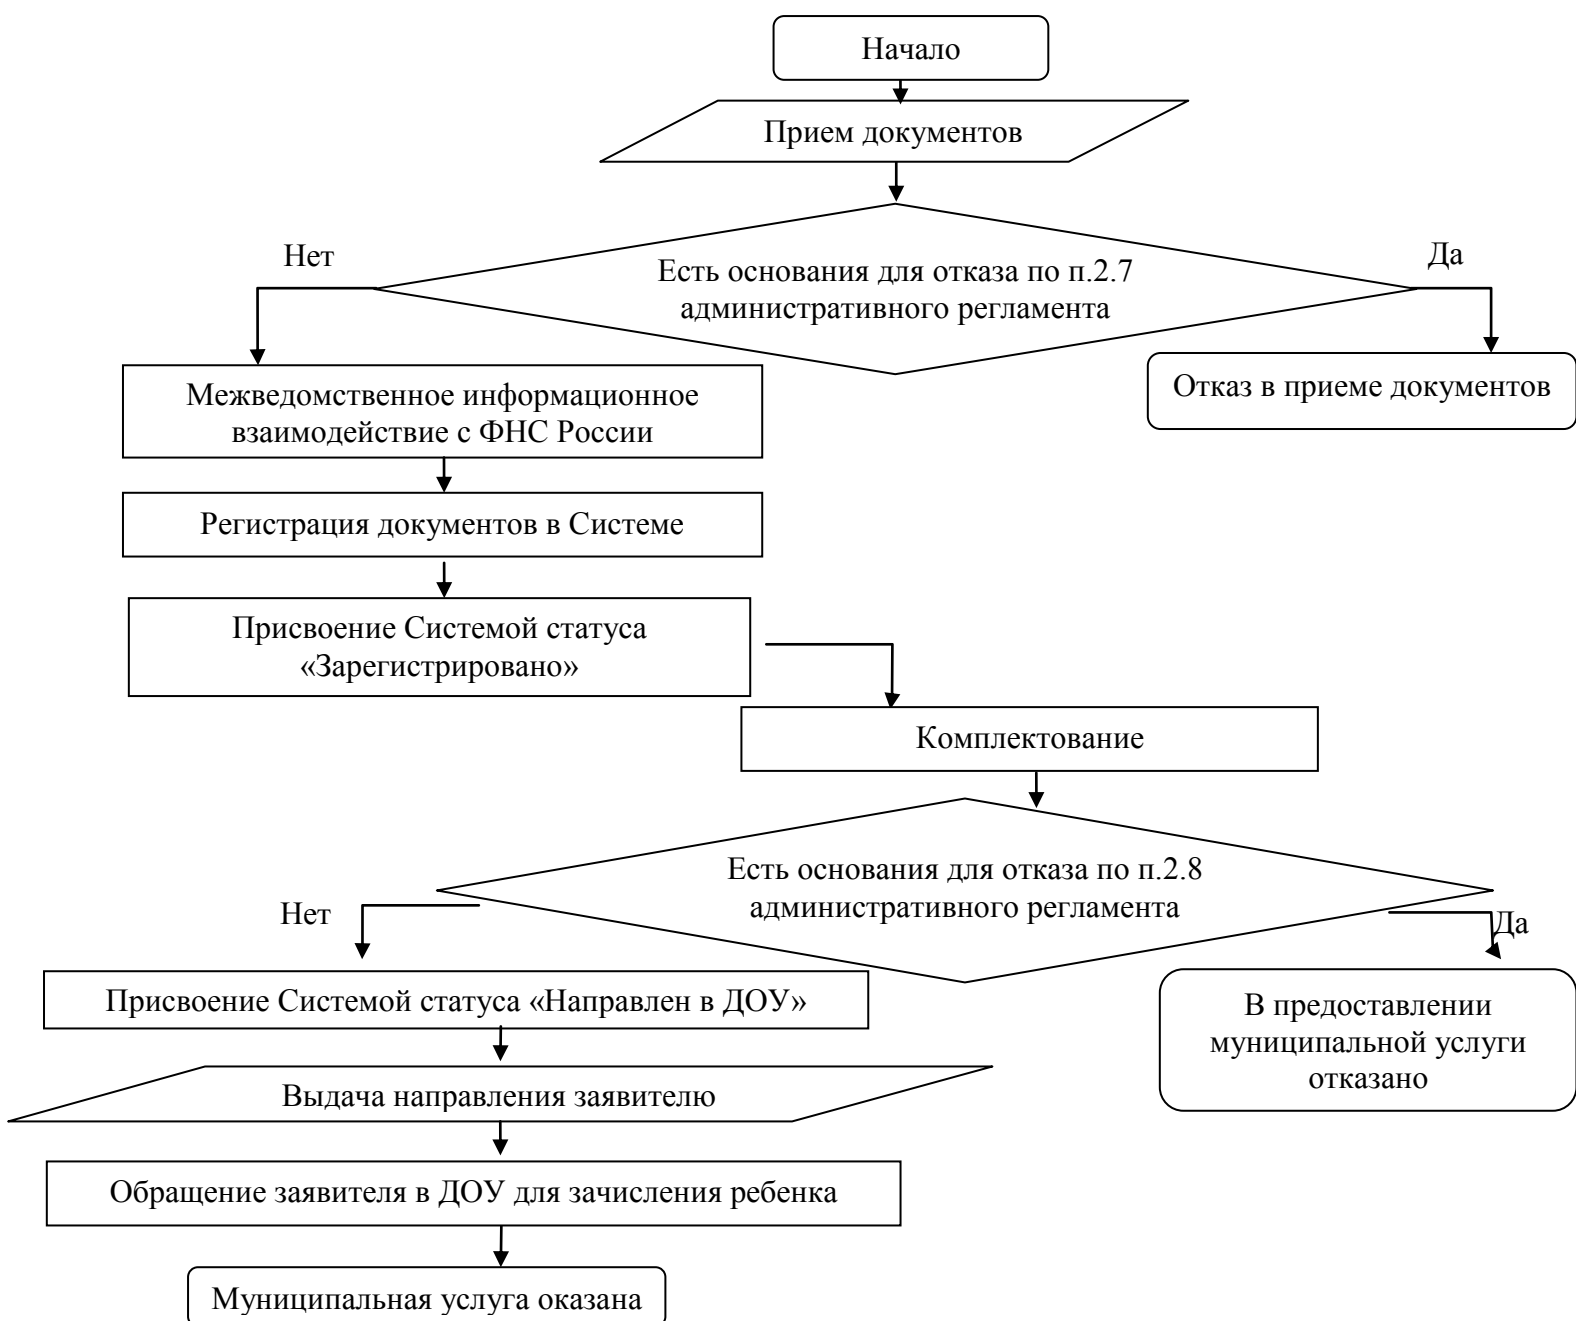 Начало
Прием документов
Нет
Да
Есть основания для отказа по п.2.7
административного регламента
Отказ в приеме документов
Межведомственное информационное
взаимодействие с ФНС России
Регистрация документов в Системе
Присвоение Системой статуса
«Зарегистрировано»
Комплектование
Есть основания для отказа по п.2.8
административного регламента
Нет
Да
Присвоение Системой статуса «Направлен в ДОУ»
В предоставлении
муниципальной услуги
отказано
Выдача направления заявителю
Обращение заявителя в ДОУ для зачисления ребенка
Муниципальная услуга оказана